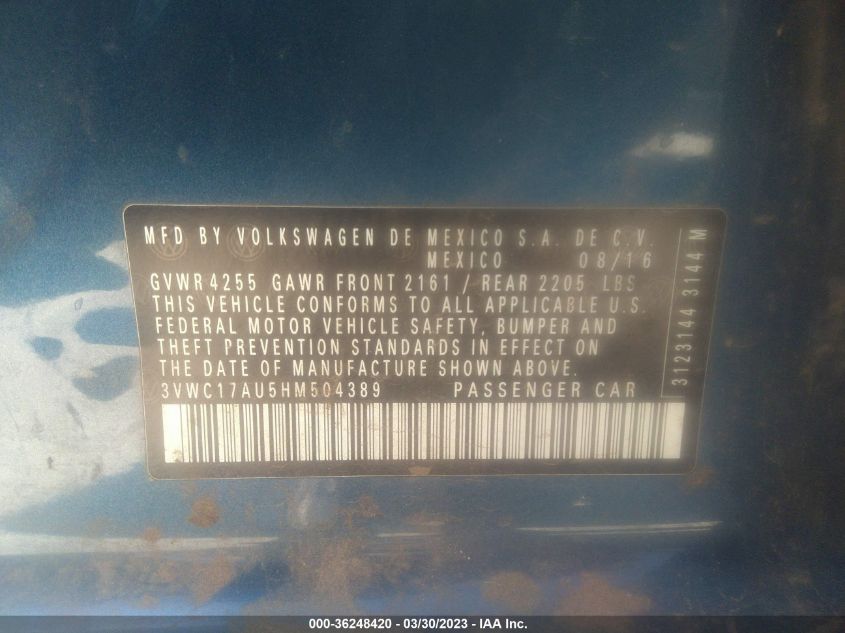 MFD BY VOLKSWAGEN DE MEXICO S.A. DE C.V.
MEXICO 08/16
GVWR 4255 GAWR FRONT 2161 / REAR 2205 LBS
THIS VEHICLE CONFORMS TO ALL APPLICABLE U.S.
FEDERAL MOTOR VEHICLE SAFETY, BUMPER AND
THEFT PREVENTION STANDARDS IN EFFECT ON
THE DATE OF MANUFACTURE SHOWN ABOVE.
3VWC17AU5HM504389 PASSENGER CAR
3123144 3144 M
000-36248420 - 03/30/2023 - IAA Inc.